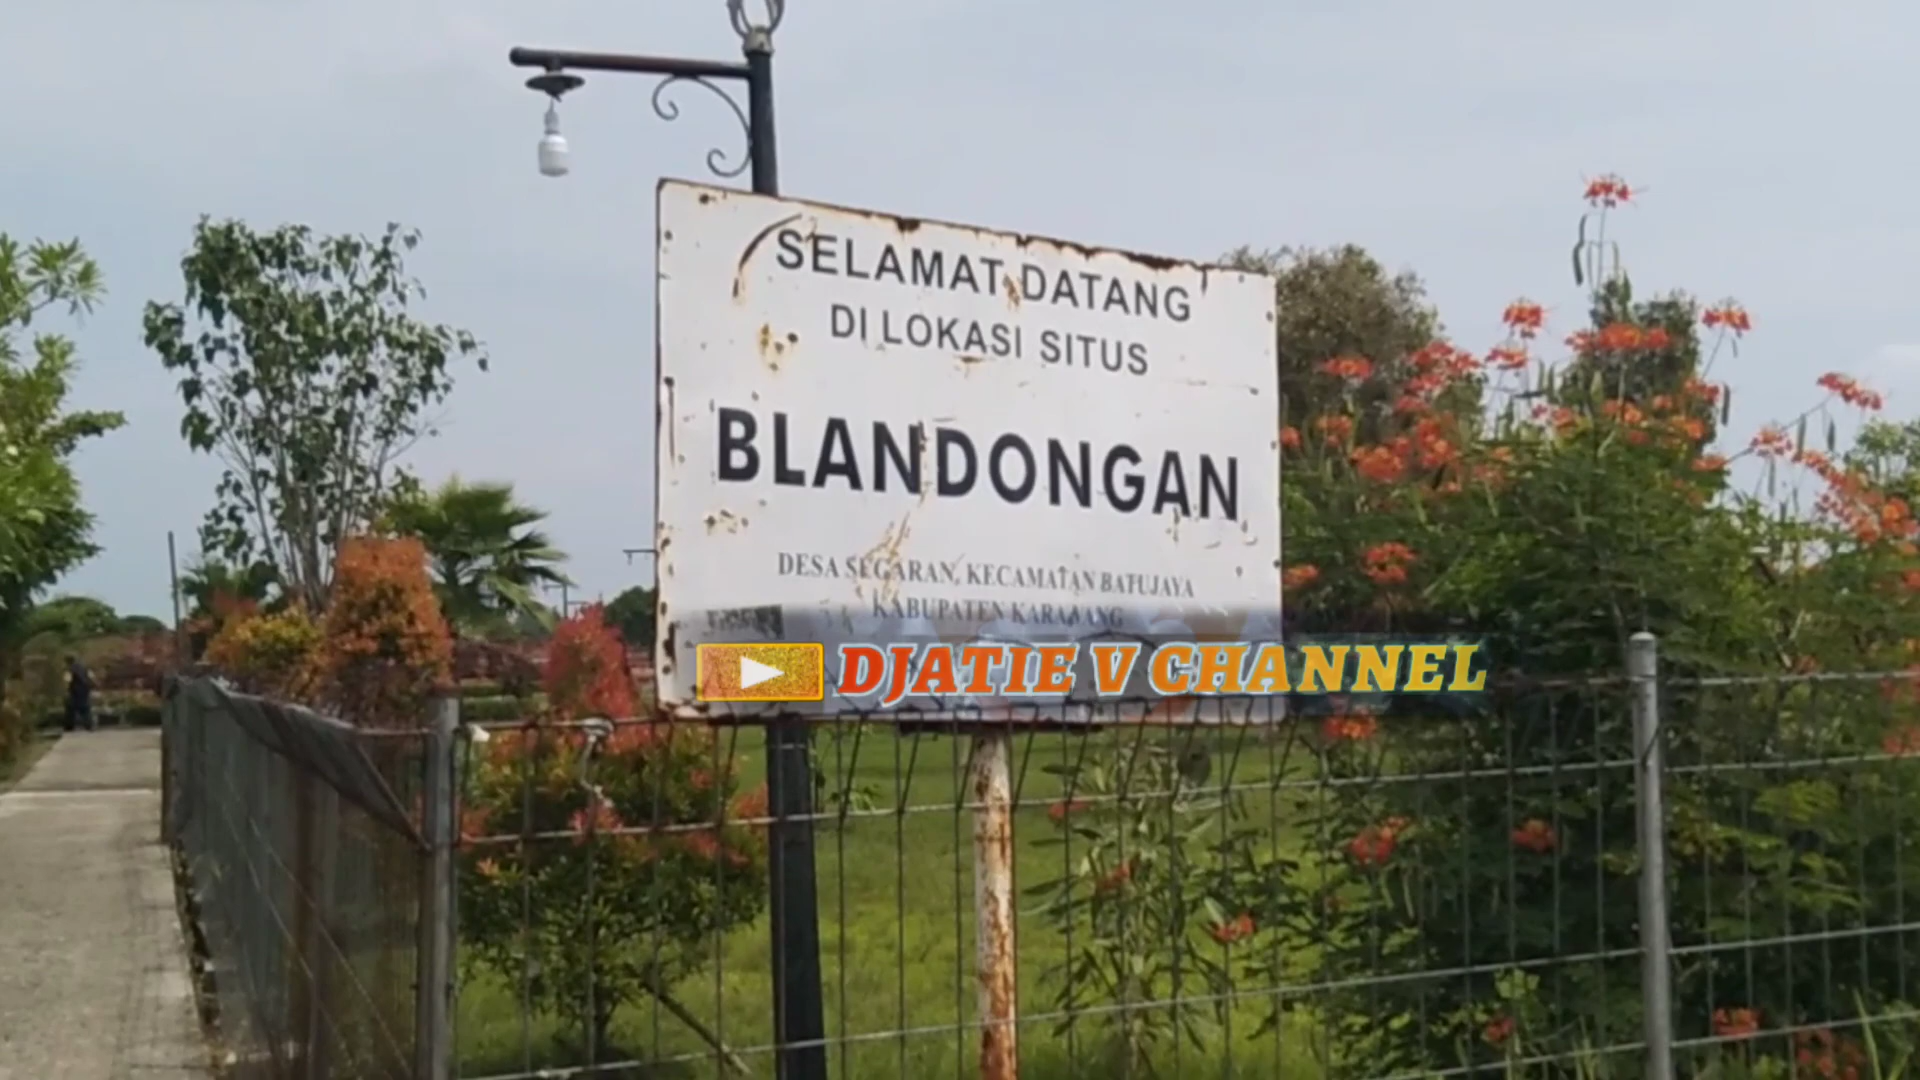 SELAMAT DATANG
DI LOKASI SITUS
BLANDONGAN
DESA SEGARAN, KECAMATAN BATUJAYA
KABUPATEN KARAWANG
DJATIE V CHANNEL